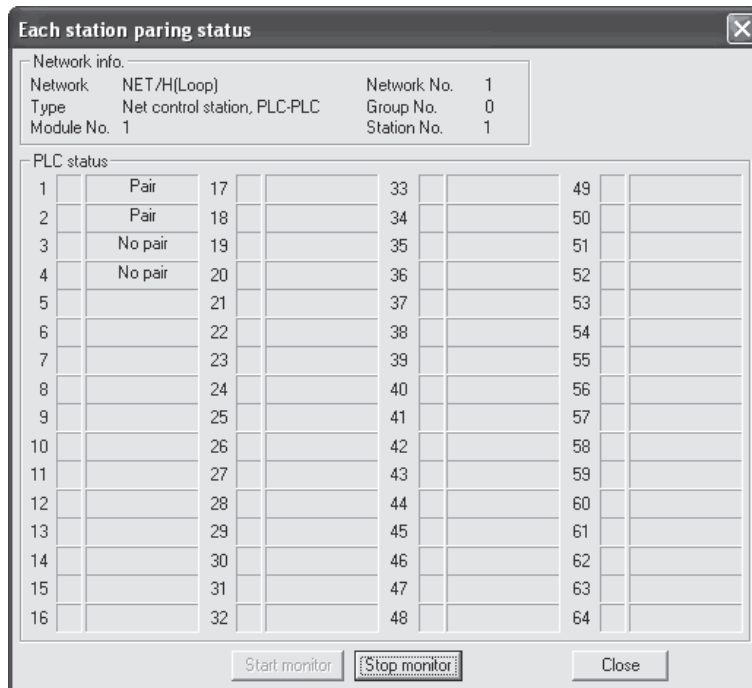 Each station paring status
Network info.
Network NET/H(Loop) Network No. 1
Type Net control station, PLC-PLC Group No. 0
Module No. 1 Station No. 1
PLC status
1 Pair 17 33 49
2 Pair 18 34 50
3 No pair 19 35 51
4 No pair 20 36 52
5 21 37 53
6 22 38 54
7 23 39 55
8 24 40 56
9 25 41 57
10 26 42 58
11 27 43 59
12 28 44 60
13 29 45 61
14 30 46 62
15 31 47 63
16 32 48 64
Start monitor Stop monitor Close